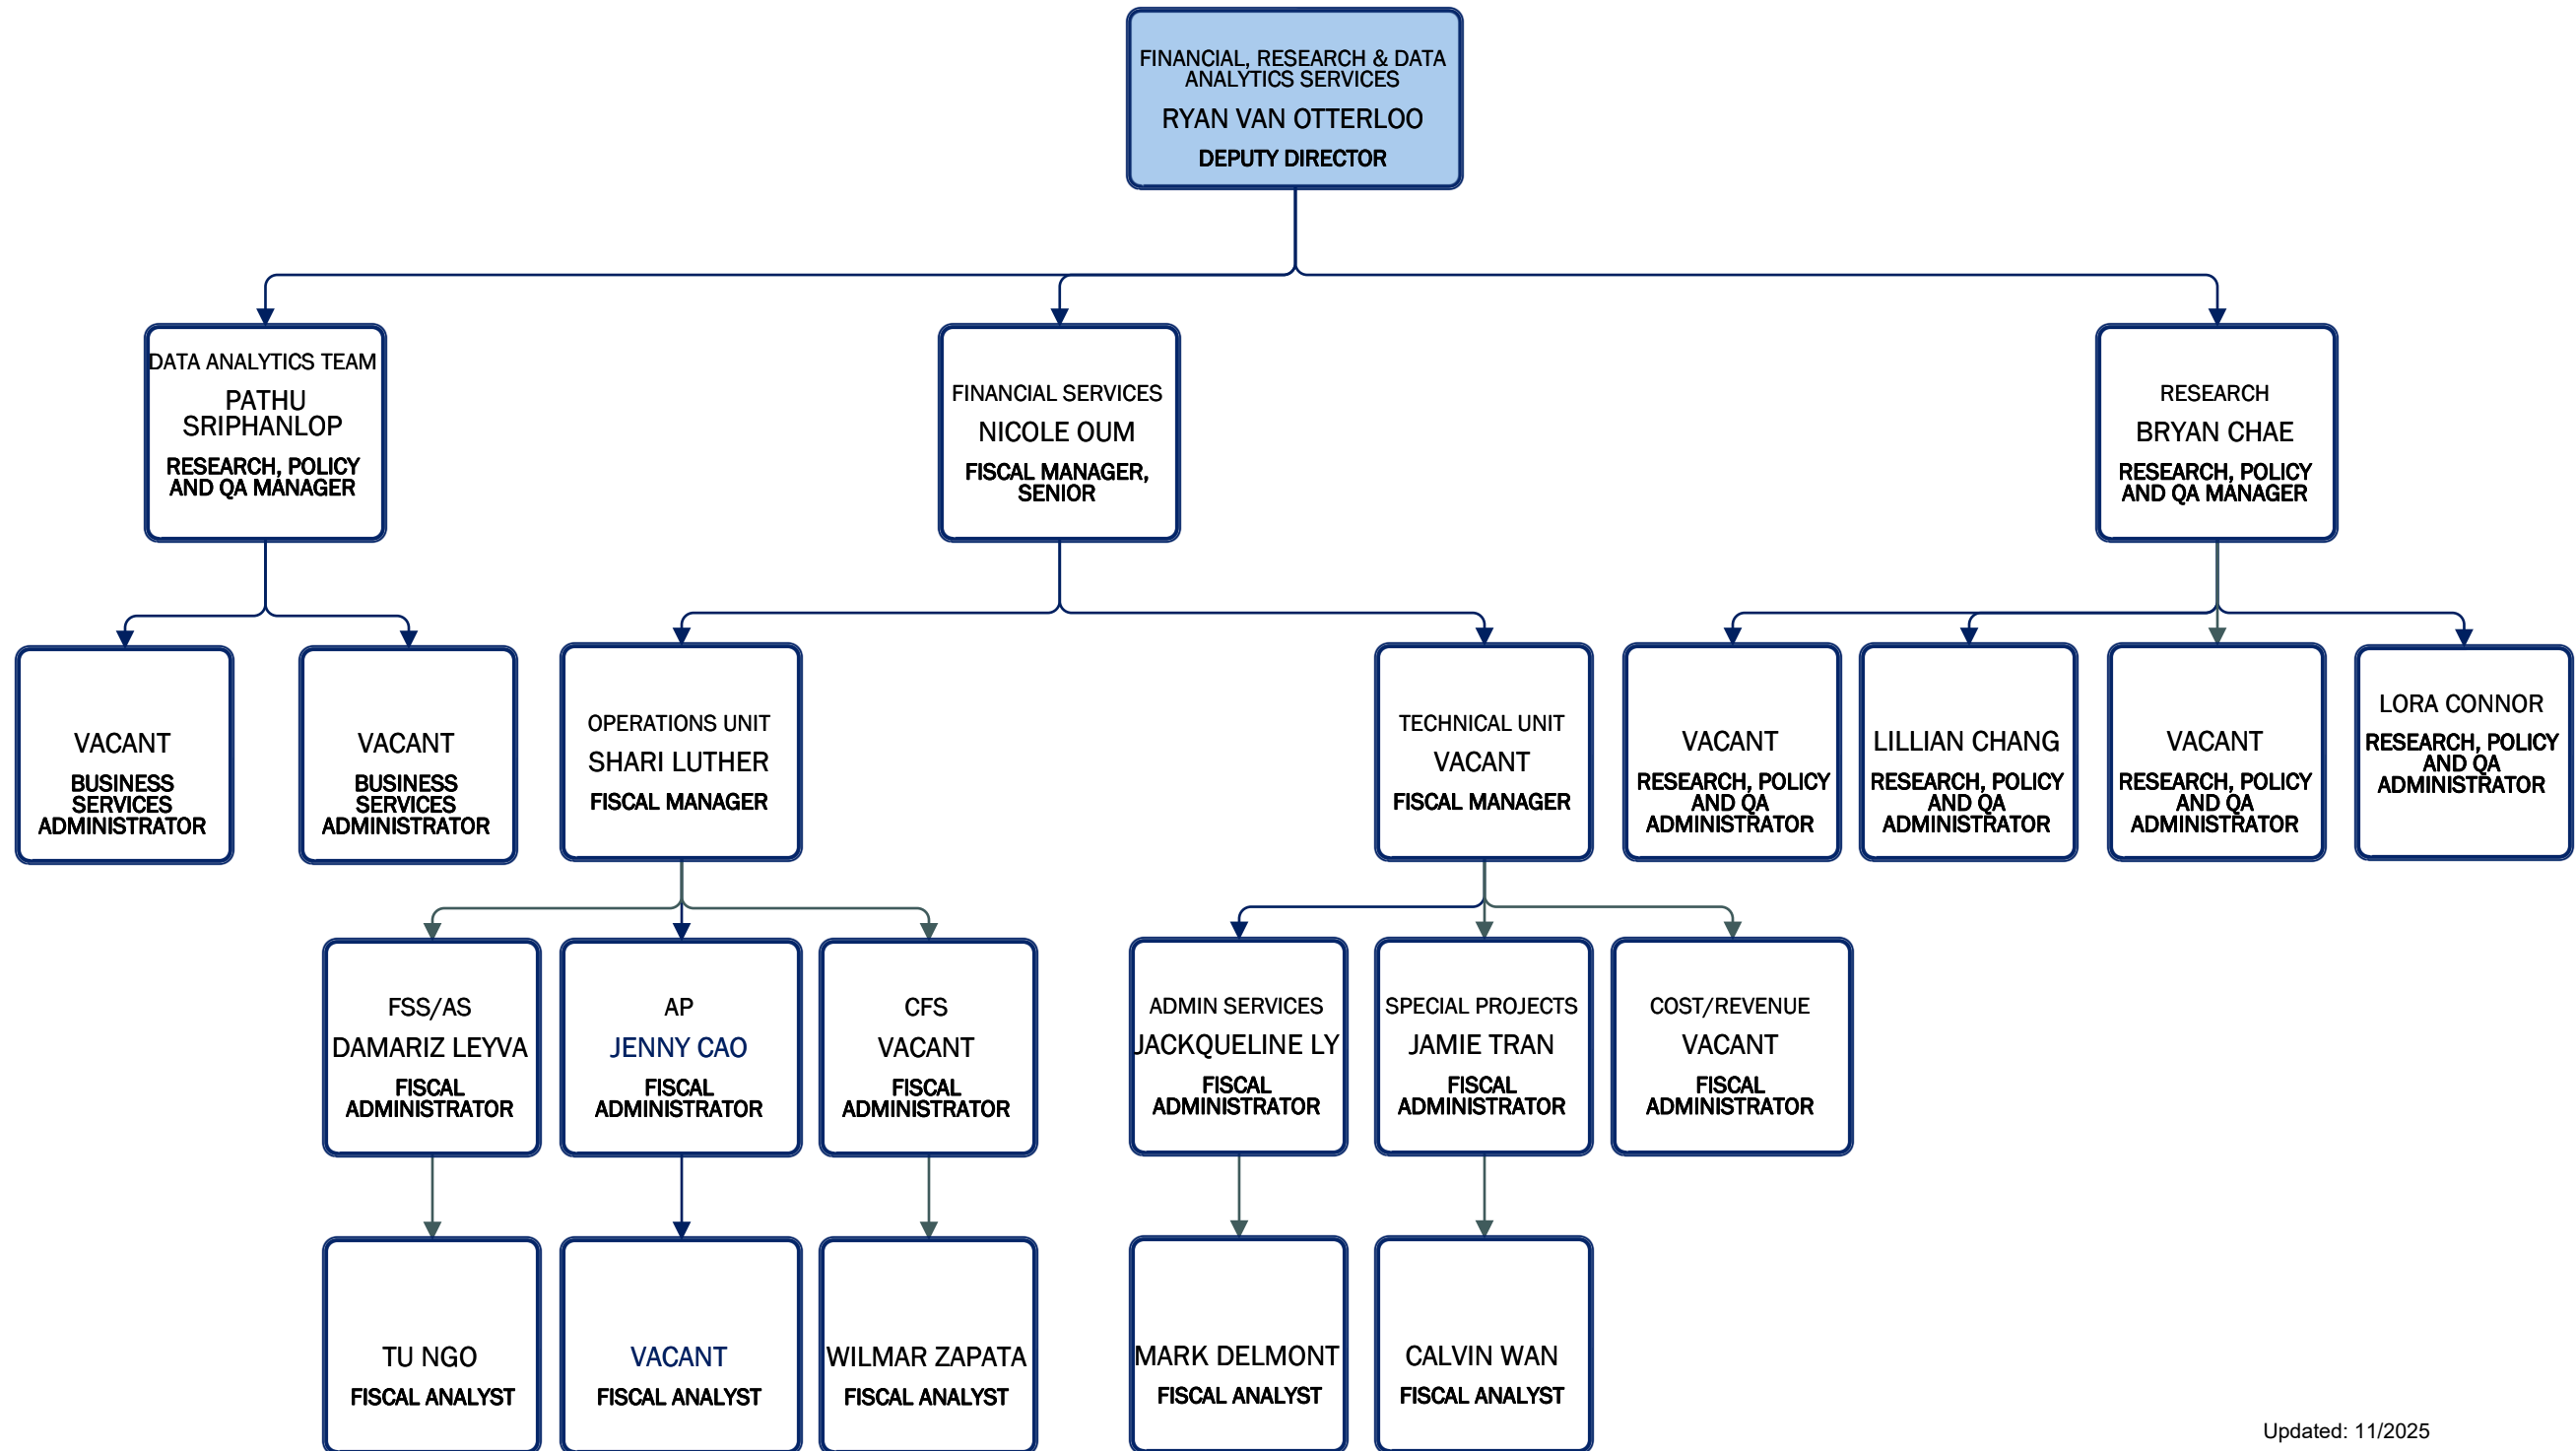 FINANCIAL, RESEARCH & DATA
ANALYTICS SERVICES
RYAN VAN OTTERLOO
DEPUTY DIRECTOR
DATA ANALYTICS TEAM
PATHU
SRIPHANLOP
RESEARCH, POLICY
AND QA MANAGER
FINANCIAL SERVICES
NICOLE OUM
FISCAL MANAGER,
SENIOR
RESEARCH
BRYAN CHAE
RESEARCH, POLICY
AND QA MANAGER
VACANT
BUSINESS
SERVICES
ADMINISTRATOR
VACANT
BUSINESS
SERVICES
ADMINISTRATOR
OPERATIONS UNIT
SHARI LUTHER
FISCAL MANAGER
TECHNICAL UNIT
VACANT
FISCAL MANAGER
VACANT
RESEARCH, POLICY
AND QA
ADMINISTRATOR
LILLIAN CHANG
RESEARCH, POLICY
AND QA
ADMINISTRATOR
VACANT
RESEARCH, POLICY
AND QA
ADMINISTRATOR
LORA CONNOR
RESEARCH, POLICY
AND QA
ADMINISTRATOR
FSS/AS
DAMARIZ LEYVA
FISCAL
ADMINISTRATOR
AP
JENNY CAO
FISCAL
ADMINISTRATOR
CFS
VACANT
FISCAL
ADMINISTRATOR
ADMIN SERVICES
JACKQUELINE LY
FISCAL
ADMINISTRATOR
SPECIAL PROJECTS
JAMIE TRAN
FISCAL
ADMINISTRATOR
COST/REVENUE
VACANT
FISCAL
ADMINISTRATOR
TU NGO
FISCAL ANALYST
VACANT
FISCAL ANALYST
WILMAR ZAPATA
FISCAL ANALYST
MARK DELMONT
FISCAL ANALYST
CALVIN WAN
FISCAL ANALYST
Updated: 11/2025